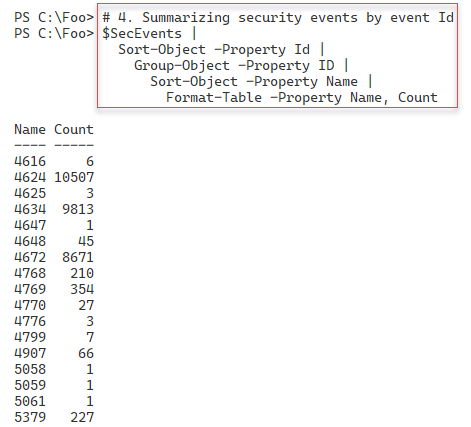 PS C:\Foo> # 4. Summarizing security events by event Id
PS C:\Foo> $SecEvents |
Sort-Object -Property Id |
Group-Object -Property ID |
Sort-Object -Property Name |
Format-Table -Property Name, Count
Name Count
---- -----
4616 6
4624 10507
4625 3
4634 9813
4647 1
4648 45
4672 8671
4768 210
4769 354
4770 27
4776 3
4799 7
4907 66
5058 1
5059 1
5061 1
5379 227